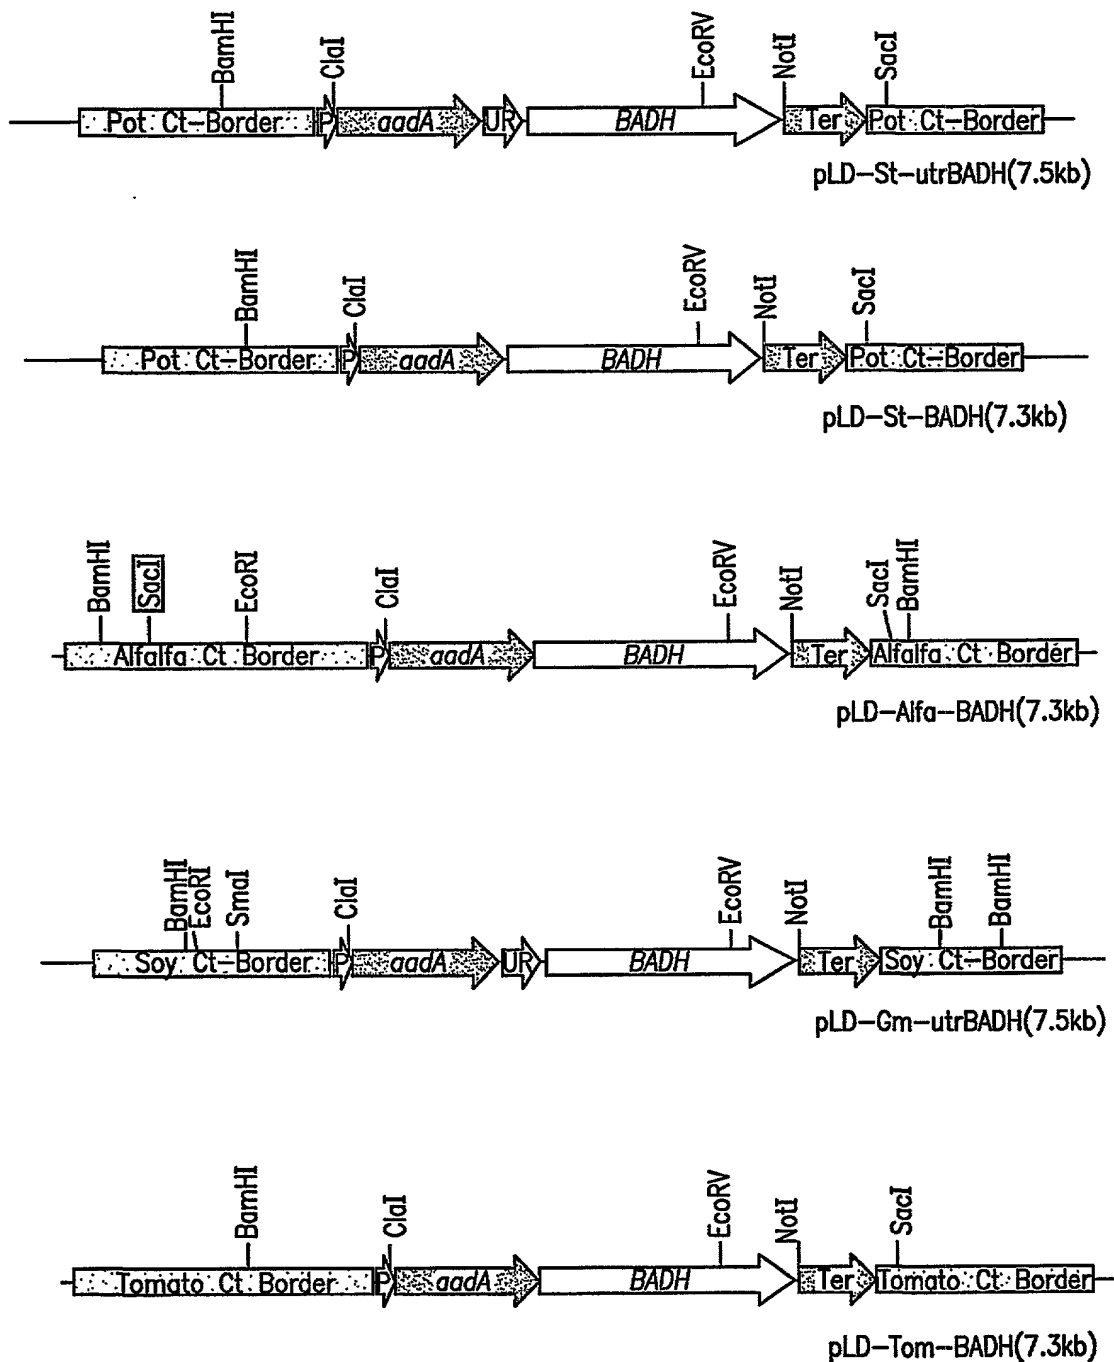 BamHI ClaI EcoRV NotI SacI
Pot Ct-Border P aadA UR BADH Ter Pot Ct-Border
pLD-St-utrBADH(7.5kb)
BamHI ClaI EcoRV NotI SacI
Pot Ct-Border P aadA BADH Ter Pot Ct-Border
pLD-St-BADH(7.3kb)
BamHI SacII EcoRI ClaI EcoRV NotI SacI BamHI
Alfalfa Ct Border P aadA BADH Ter Alfalfa Ct Border
pLD-Alfa-BADH(7.3kb)
BamHI EcoRI SmaI ClaI EcoRV NotI BamHI BamHI
Soy Ct-Border P aadA UR BADH Ter Soy Ct-Border
pLD-Gm-utrBADH(7.5kb)
BamHI ClaI EcoRV NotI SacI
Tomato Ct Border P aadA BADH Ter Tomato Ct Border
pLD-Tom-BADH(7.3kb)